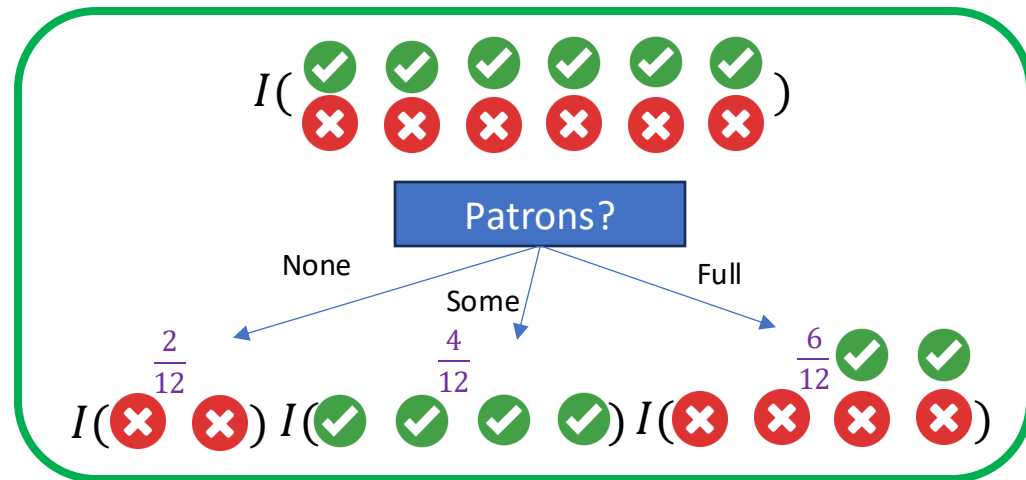 I( )
Patrons?
None
Some
Full
2/12
4/12
6/12
I( ) I( ) I( )